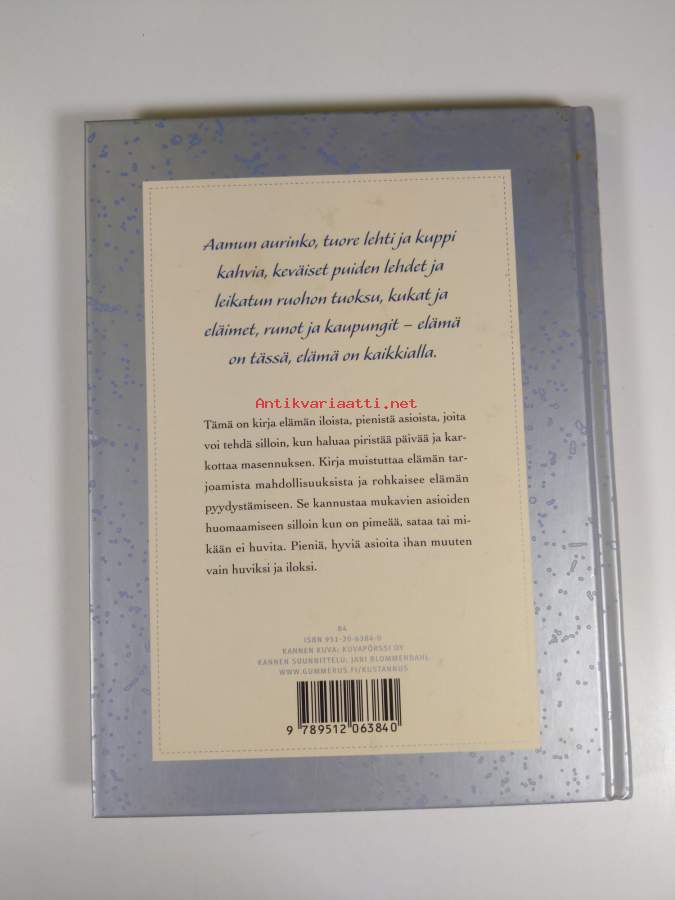 Aamun aurinko, tuore lehti ja kuppi
kahvia, keväiset puiden lehdet ja
leikatun ruohon tuoksu, kukat ja
eläimet, runot ja kaupungit – elämä
on tässä, elämä on kaikkialla.
Antikvariaatti.net
Tämä on kirja elämän iloista, pienistä asioista, joita
voi tehdä silloin, kun haluaa piristää päivää ja kar-
kottaa masennuksen. Kirja muistuttaa elämän tar-
joamista mahdollisuuksista ja rohkaisee elämän
pyydystämiseen. Se kannustaa mukavien asioiden
huomaamiseen silloin kun on pimeää, sataa tai mi-
kään ei huvita. Pieniä, hyviä asioita ihan muuten
vain huviksi ja iloksi.
84
ISBN 951-20-6384-0
KANNEN KUVA: KUVAPÖRSSI OY
KANNEN SUUNNITTELU: JANI BLOMMENDAHL
WWW.GUMMERUS.FI/KUSTANNUS
9 789512 063840